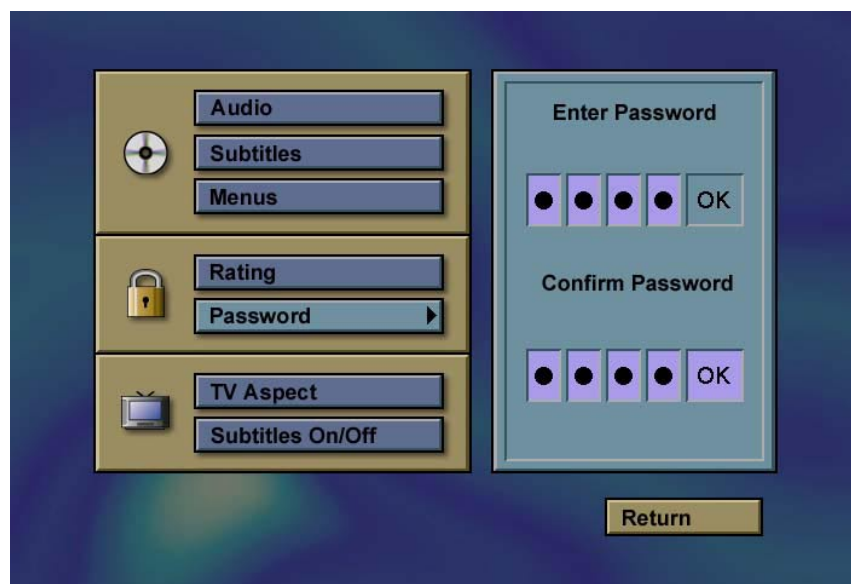 Audio
Subtitles
Menus
Rating
Password
TV Aspect
Subtitles On/Off
Enter Password
OK
Confirm Password
OK
Return